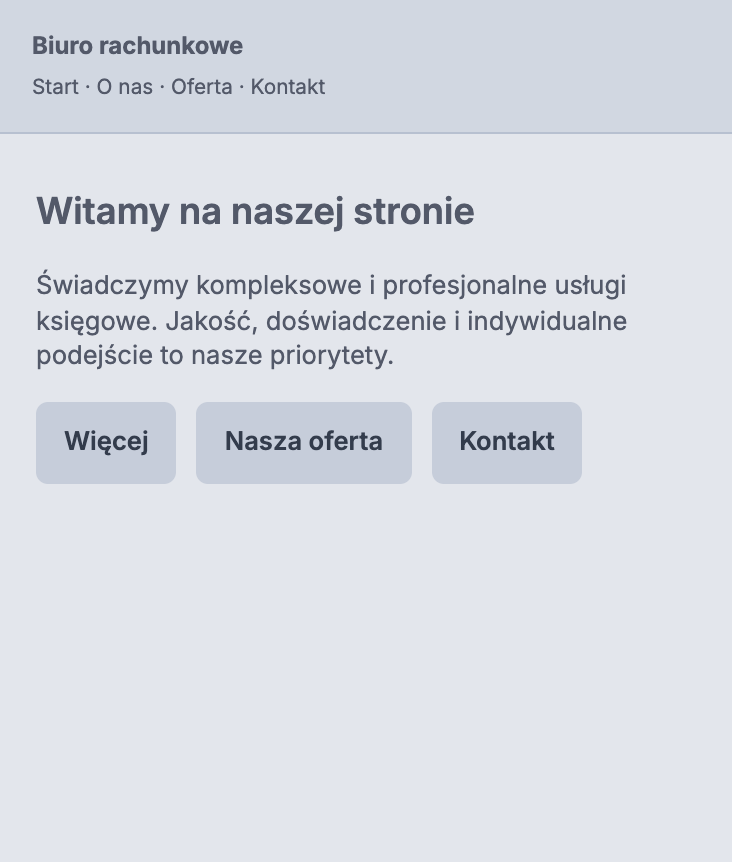 Biuro rachunkowe
Start · O nas · Oferta · Kontakt
Witamy na naszej stronie
Świadczymy kompleksowe i profesjonalne usługi
księgowe. Jakość, doświadczenie i indywidualne
podejście to nasze priorytety.
Więcej
Nasza oferta
Kontakt